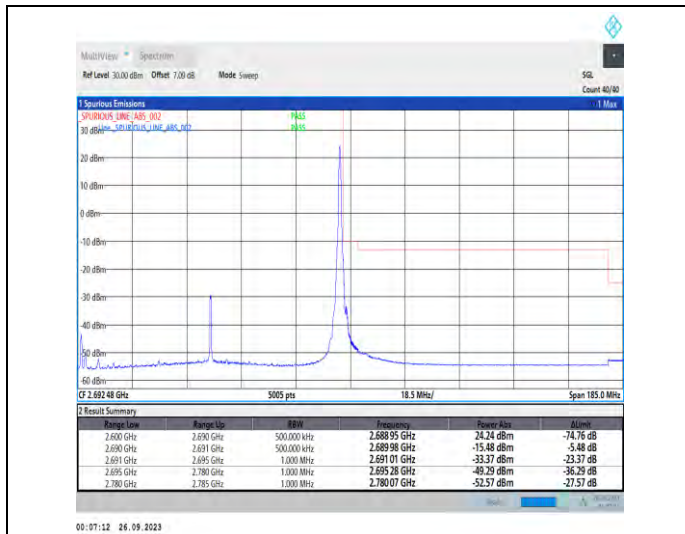 MultiView Spectrum
Ref Level 30.00 dBm Offset 7.09 dB Mode Sweep SGL
Count 40/40
1 Spurious Emissions 1 Max
_SPURIOUS_LINE_ABS_002 PASS
Line _SPURIOUS_LINE_ABS_002 PASS
30 dBm
20 dBm
10 dBm
0 dBm
-10 dBm
-20 dBm
-30 dBm
-40 dBm
-50 dBm
-60 dBm
CF 2.692 48 GHz 5005 pts 18.5 MHz/ Span 185.0 MHz
2 Result Summary
Range Low Range Up RBW Frequency Power Abs ΔLimit
2.600 GHz 2.690 GHz 500.000 kHz 2.688 95 GHz 24.24 dBm -74.76 dB
2.690 GHz 2.691 GHz 500.000 kHz 2.689 98 GHz -15.48 dBm -5.48 dB
2.691 GHz 2.695 GHz 1.000 MHz 2.691 01 GHz -33.37 dBm -23.37 dB
2.695 GHz 2.780 GHz 1.000 MHz 2.695 28 GHz -49.29 dBm -36.29 dB
2.780 GHz 2.785 GHz 1.000 MHz 2.780 07 GHz -52.57 dBm -27.57 dB
00:07:12 26.09.2023